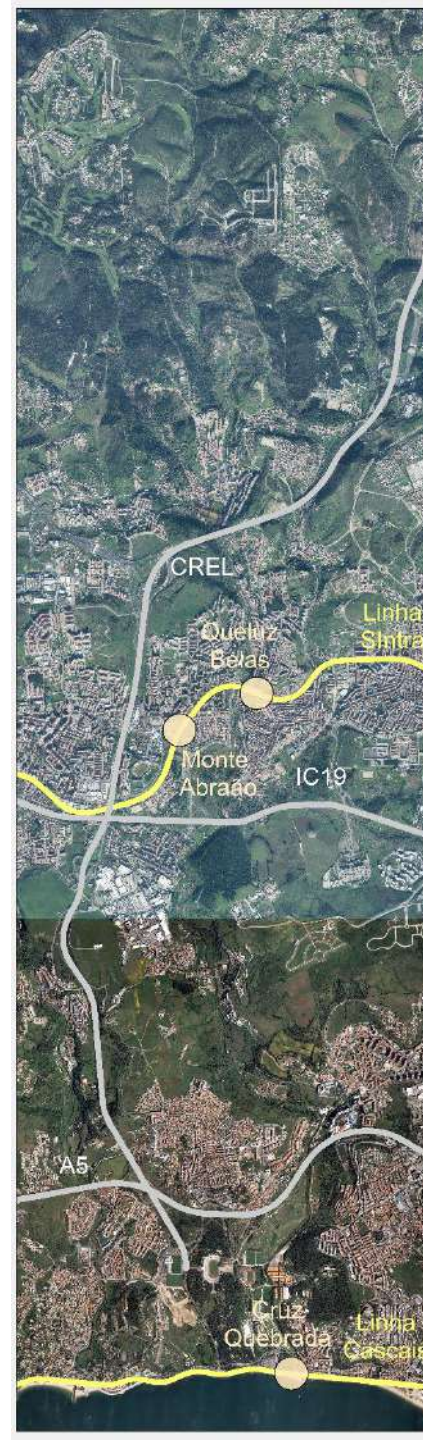 CREL
Linha
SIntra
Queluz
Belas
Monte
Abraão
IC19
A5
Cruz
Quebrada
Linha
Cascais